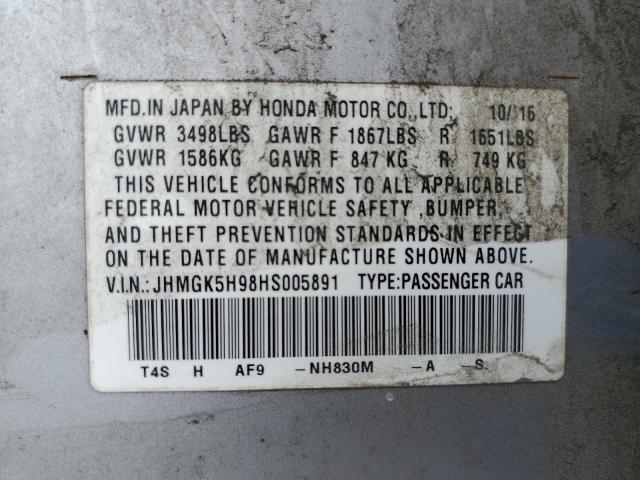 MFD.IN JAPAN BY HONDA MOTOR CO.,LTD; 10/16
GVWR 3498LBS GAWR F 1867LBS R 1651LBS
GVWR 1586KG GAWR F 847 KG R 749 KG
THIS VEHICLE CONFORMS TO ALL APPLICABLE
FEDERAL MOTOR VEHICLE SAFETY ,BUMPER,
AND THEFT PREVENTION STANDARDS IN EFFECT
ON THE DATE OF MANUFACTURE SHOWN ABOVE.
V.I.N.:JHMGK5H98HS005891 TYPE:PASSENGER CAR
T4S H AF9 -NH830M -A -S